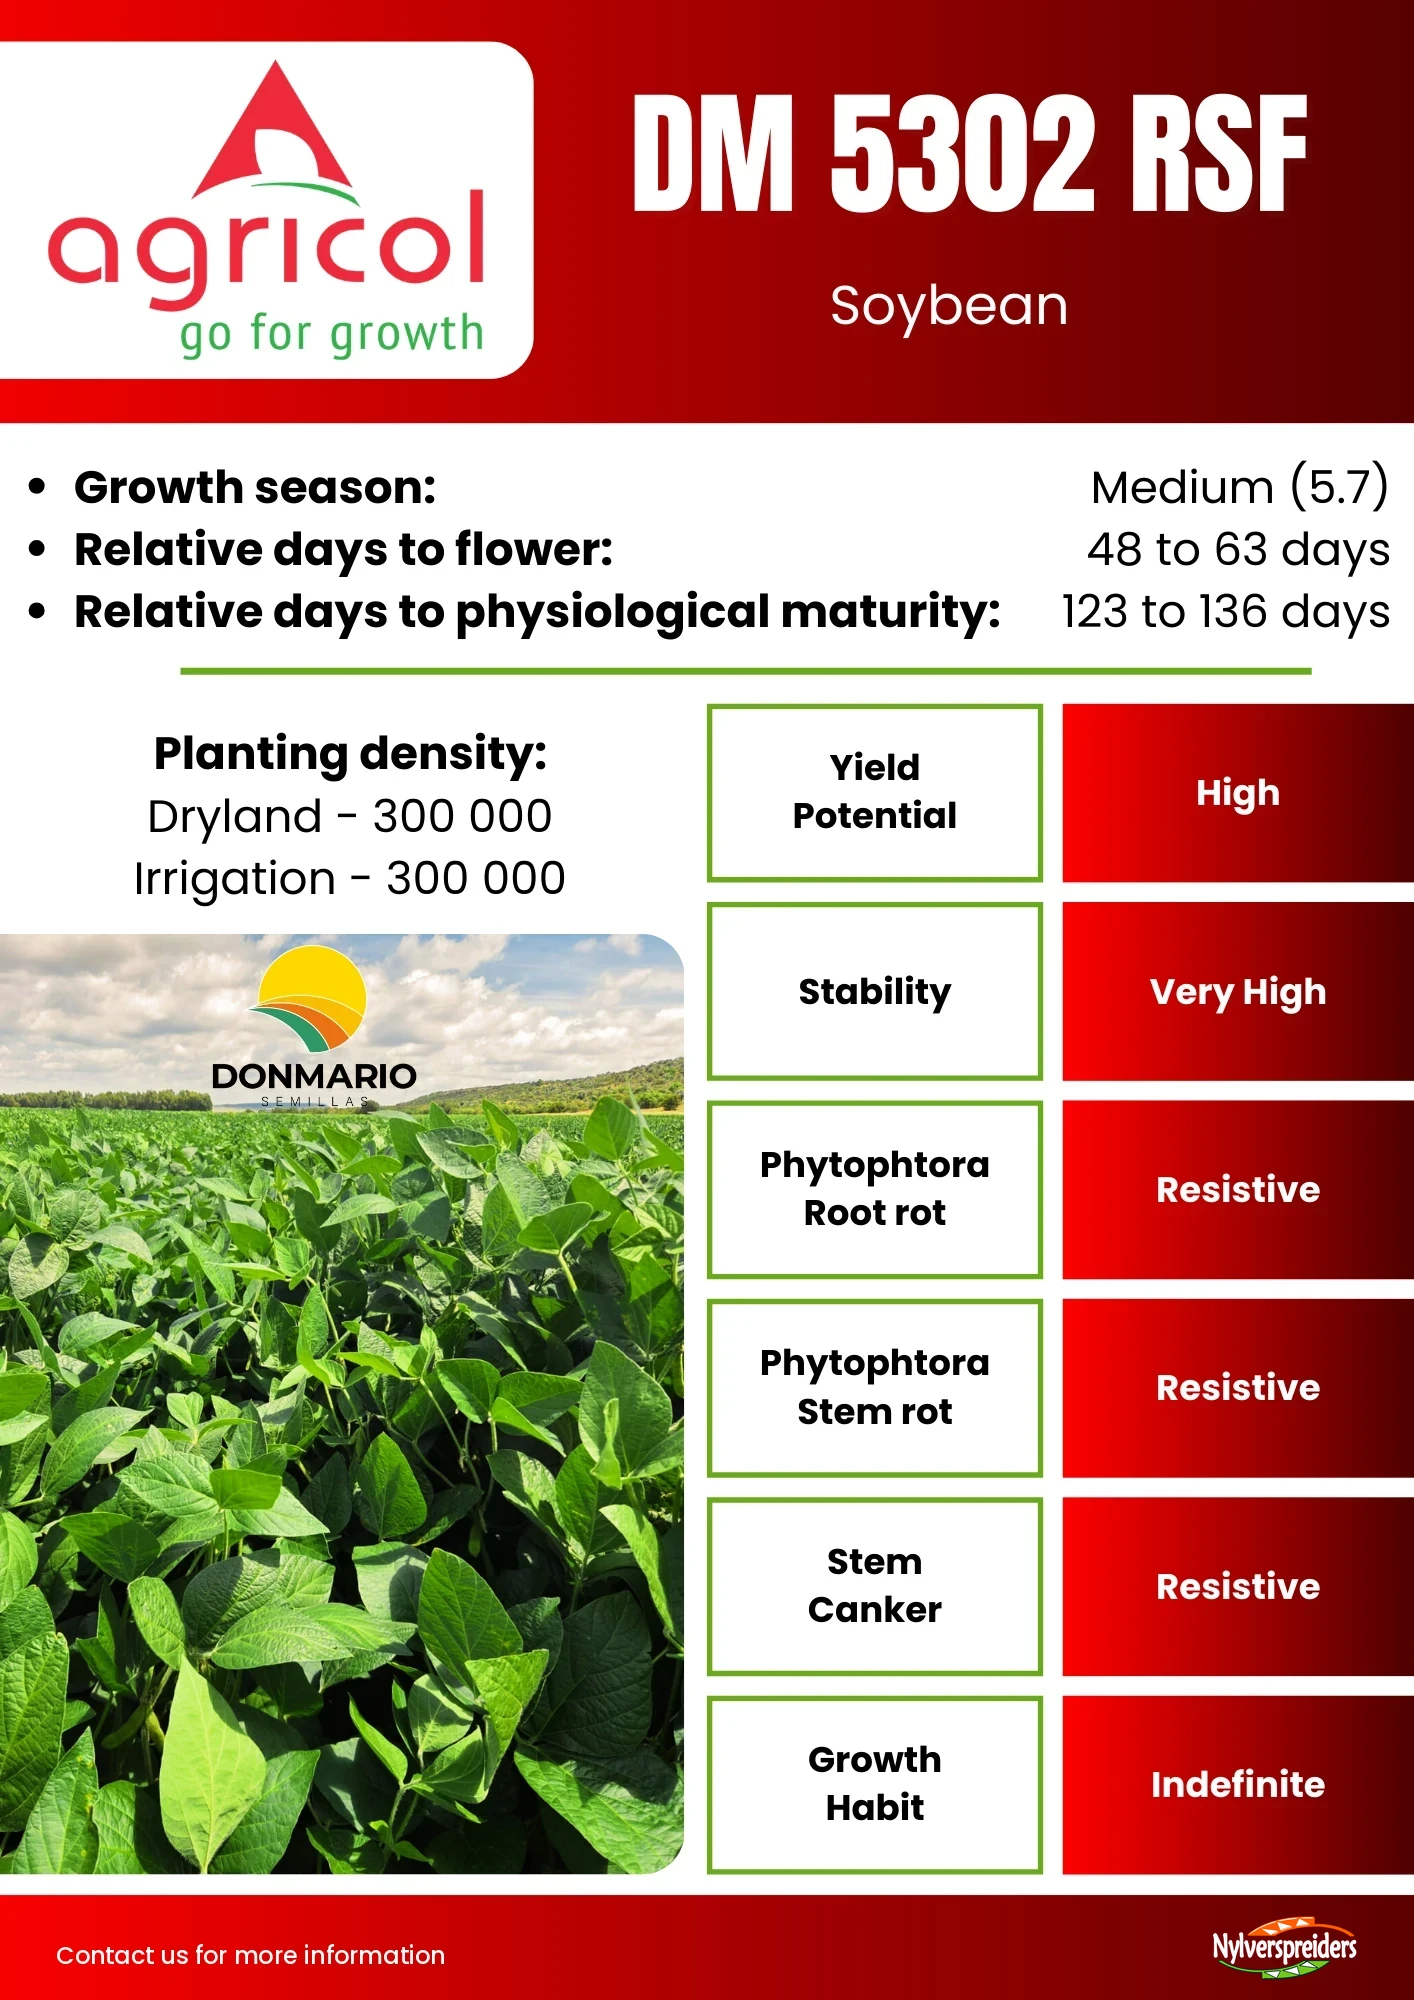 agricol
go for growth
DM 5302 RSF
Soybean
• Growth season: Medium (5.7)
• Relative days to flower: 48 to 63 days
• Relative days to physiological maturity: 123 to 136 days
Planting density:
Dryland - 300 000
Irrigation - 300 000
DONMARIO
SEMILLAS
Yield
Potential
High
Stability
Very High
Phytophtora
Root rot
Resistive
Phytophtora
Stem rot
Resistive
Stem
Canker
Resistive
Growth
Habit
Indefinite
Contact us for more information
Nylverspreiders